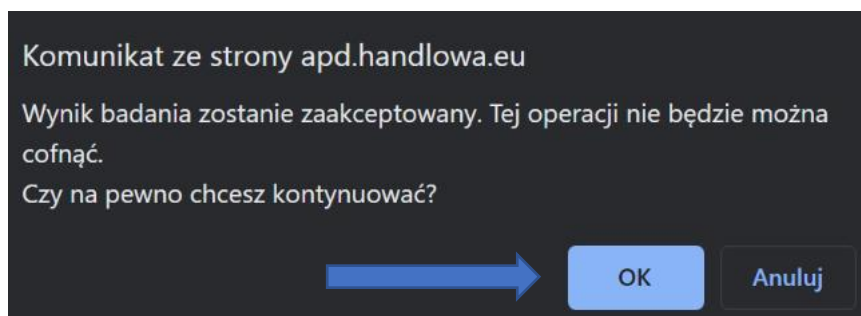 Komunikat ze strony apd.handlowa.eu
Wynik badania zostanie zaakceptowany. Tej operacji nie będzie można
cofnąć.
Czy na pewno chcesz kontynuować?
OK Anuluj